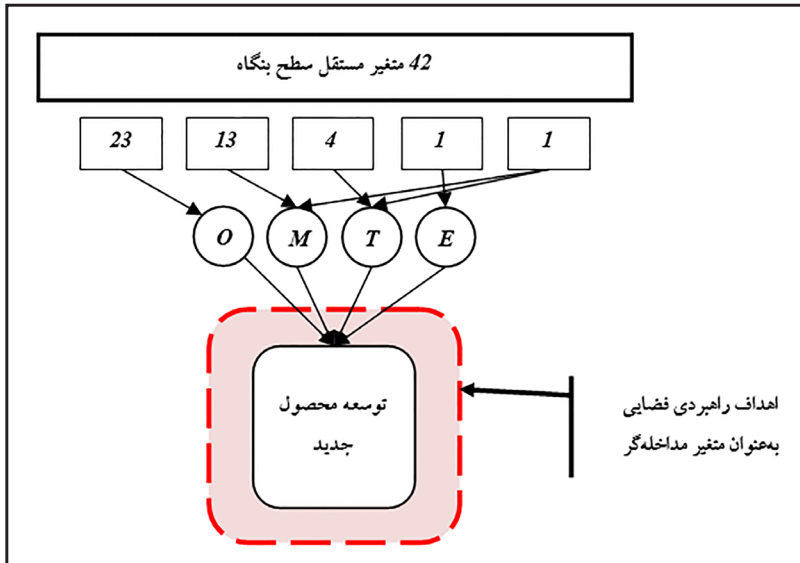 42 متغیر مستقل سطح بنگاه
23 13 4 1 1
O M T E
توسعه محصول
جدید
اهداف راهبردی فضایی
به‌عنوان متغیر مداخله‌گر